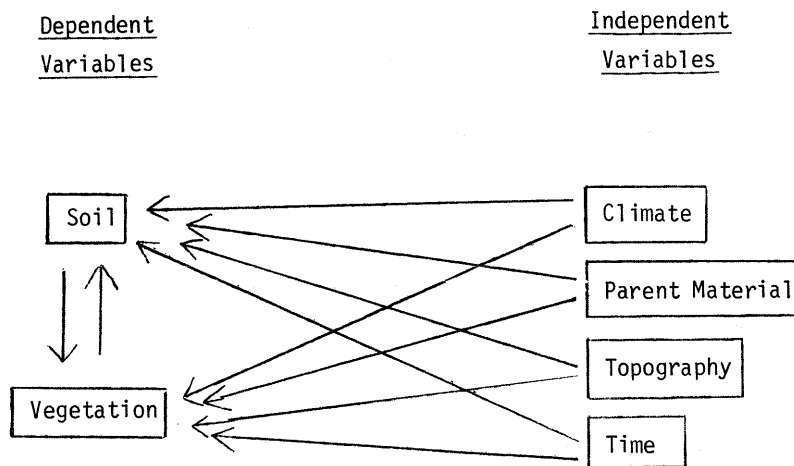 Dependent
Variables
Independent
Variables
Soil
Climate
Parent Material
Topography
Vegetation
Time